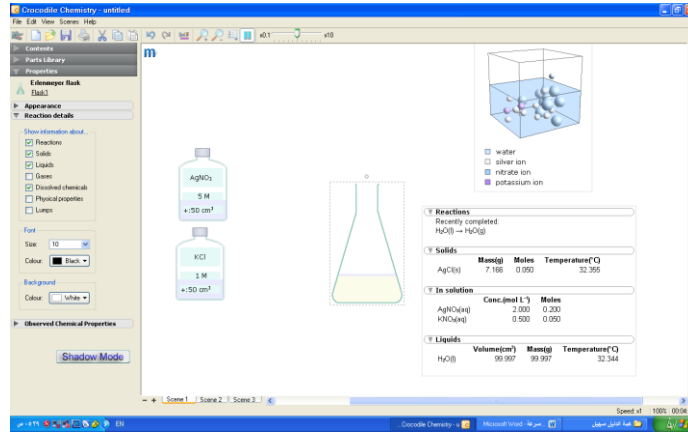 Crocodile Chemistry - untitled
File Edit View Scenes Help
x0.1 x10
Contents
Parts Library
Properties
Erlenmeyer flask
Flask1
Appearance
Reaction details
Show information about...
Reactions
Solids
Liquids
Gases
Dissolved chemicals
Physical properties
Lumps
Font
Size: 10
Colour: Black
Background
Colour: White
Observed Chemical Properties
Shadow Mode
m
AgNO₃
5 M
+:50 cm³
KCl
1 M
+:50 cm³
water
silver ion
nitrate ion
potassium ion
Reactions
Recently completed:
H₂O(l) → H₂O(g)
Solids
Mass(g) Moles Temperature(°C)
AgCl(s) 7.166 0.050 32.355
In solution
Conc.(mol L⁻¹) Moles
AgNO₃(aq) 2.000 0.200
KNO₃(aq) 0.500 0.050
Liquids
Volume(cm³) Mass(g) Temperature(°C)
H₂O(l) 99.997 99.997 32.344
Scene 1 Scene 2 Scene 3
Speed: x1 100% 00:04
EN
...Crocodile Chemistry - u
Microsoft Word